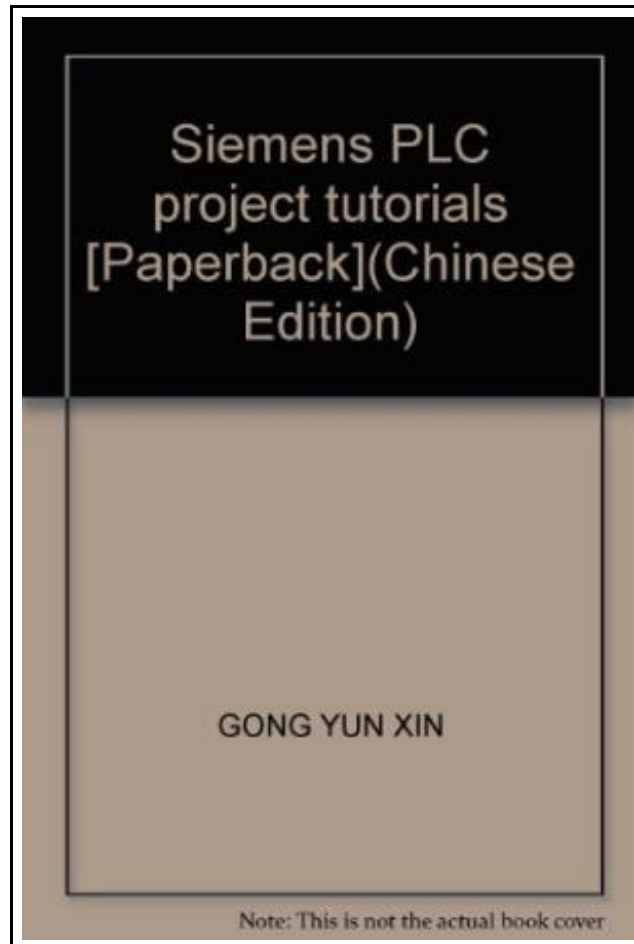 Siemens PLC
project tutorials
[Paperback](Chinese
Edition)
GONG YUN XIN
Note: This is not the actual book cover